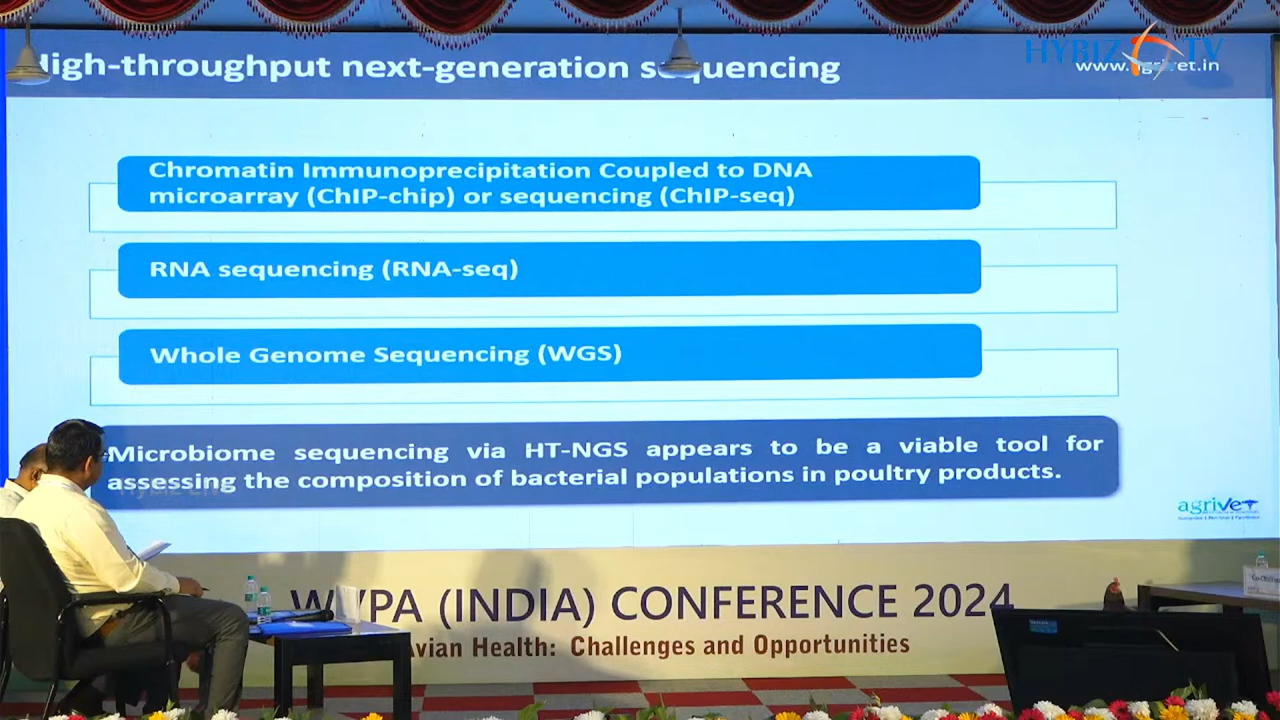 High-throughput next-generation sequencing
HYBIZ TV
www.agrivet.in
Chromatin Immunoprecipitation Coupled to DNA
microarray (ChIP-chip) or sequencing (ChIP-seq)
RNA sequencing (RNA-seq)
Whole Genome Sequencing (WGS)
Microbiome sequencing via HT-NGS appears to be a viable tool for
assessing the composition of bacterial populations in poultry products.
agrivet
WVPA (INDIA) CONFERENCE 2024
Avian Health: Challenges and Opportunities